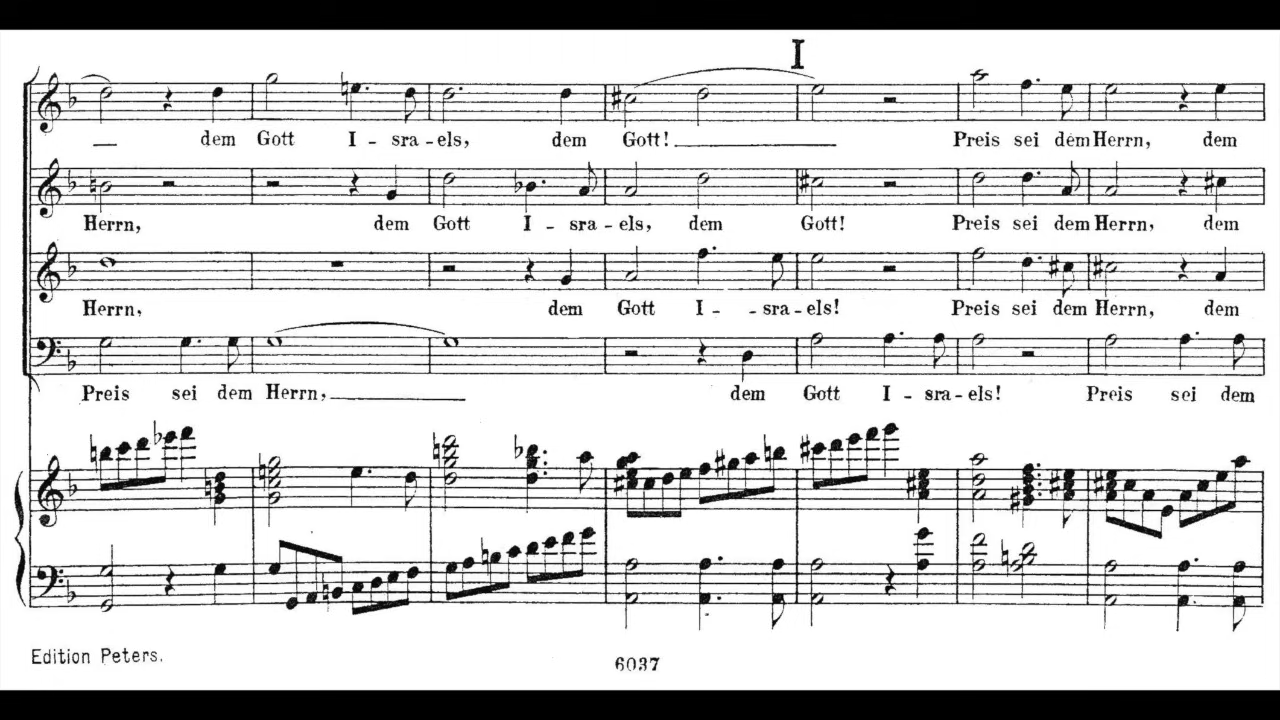 I
dem Gott I - sra - els, dem Gott! Preis sei dem Herrn, dem
Herrn, dem Gott I - sra - els, dem Gott! Preis sei dem Herrn, dem
Herrn, dem Gott I - sra - els! Preis sei dem Herrn, dem
Preis sei dem Herrn, dem Gott I - sra - els! Preis sei dem
Edition Peters.
6037